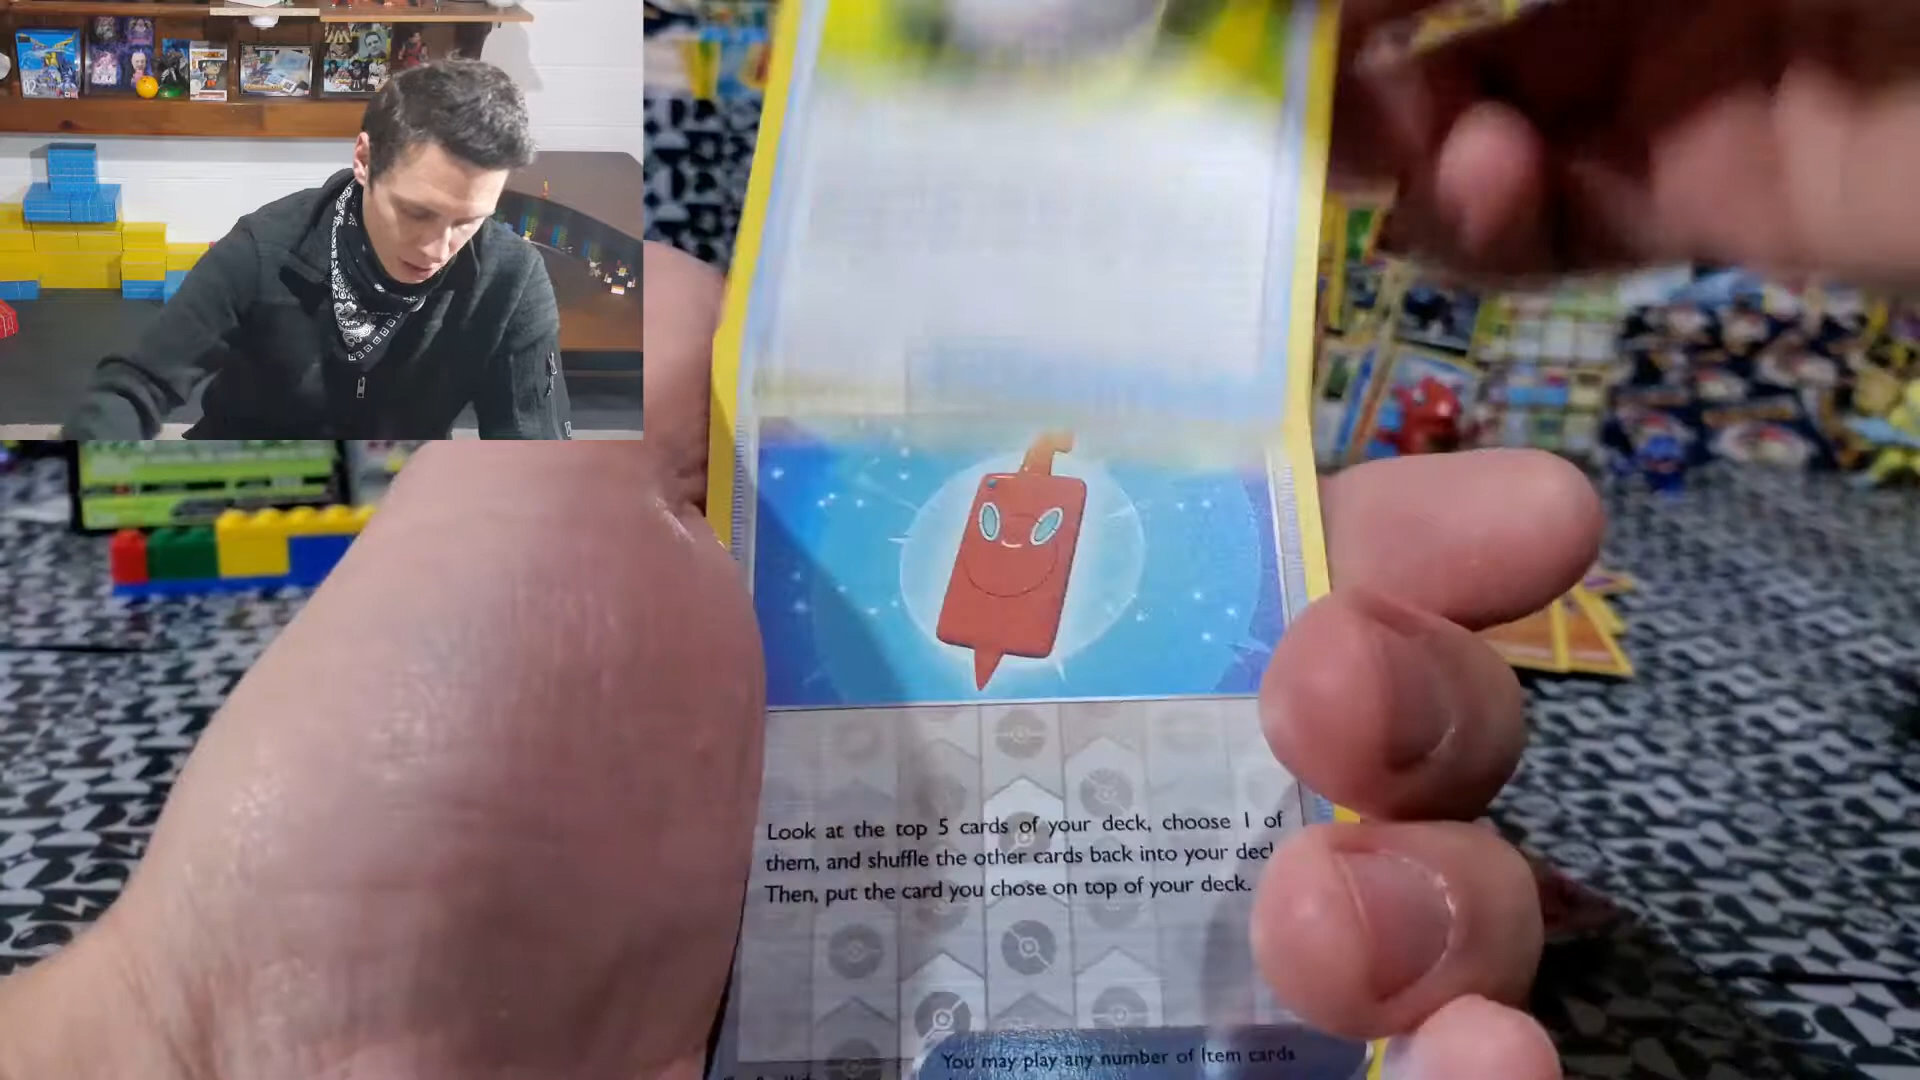 Look at the top 5 cards of your deck, choose 1 of
them, and shuffle the other cards back into your
Then, put the card you chose on top of your deck.
You may play any number of Item cards